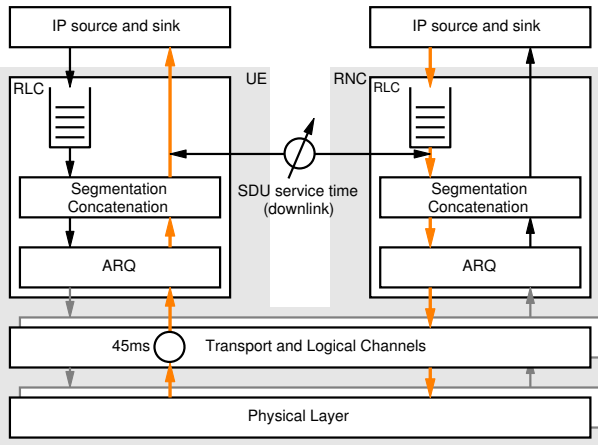 IP source and sink
IP source and sink
RLC
UE
RNC
RLC
Segmentation
Concatenation
SDU service time
(downlink)
Segmentation
Concatenation
ARQ
ARQ
45ms
Transport and Logical Channels
Physical Layer